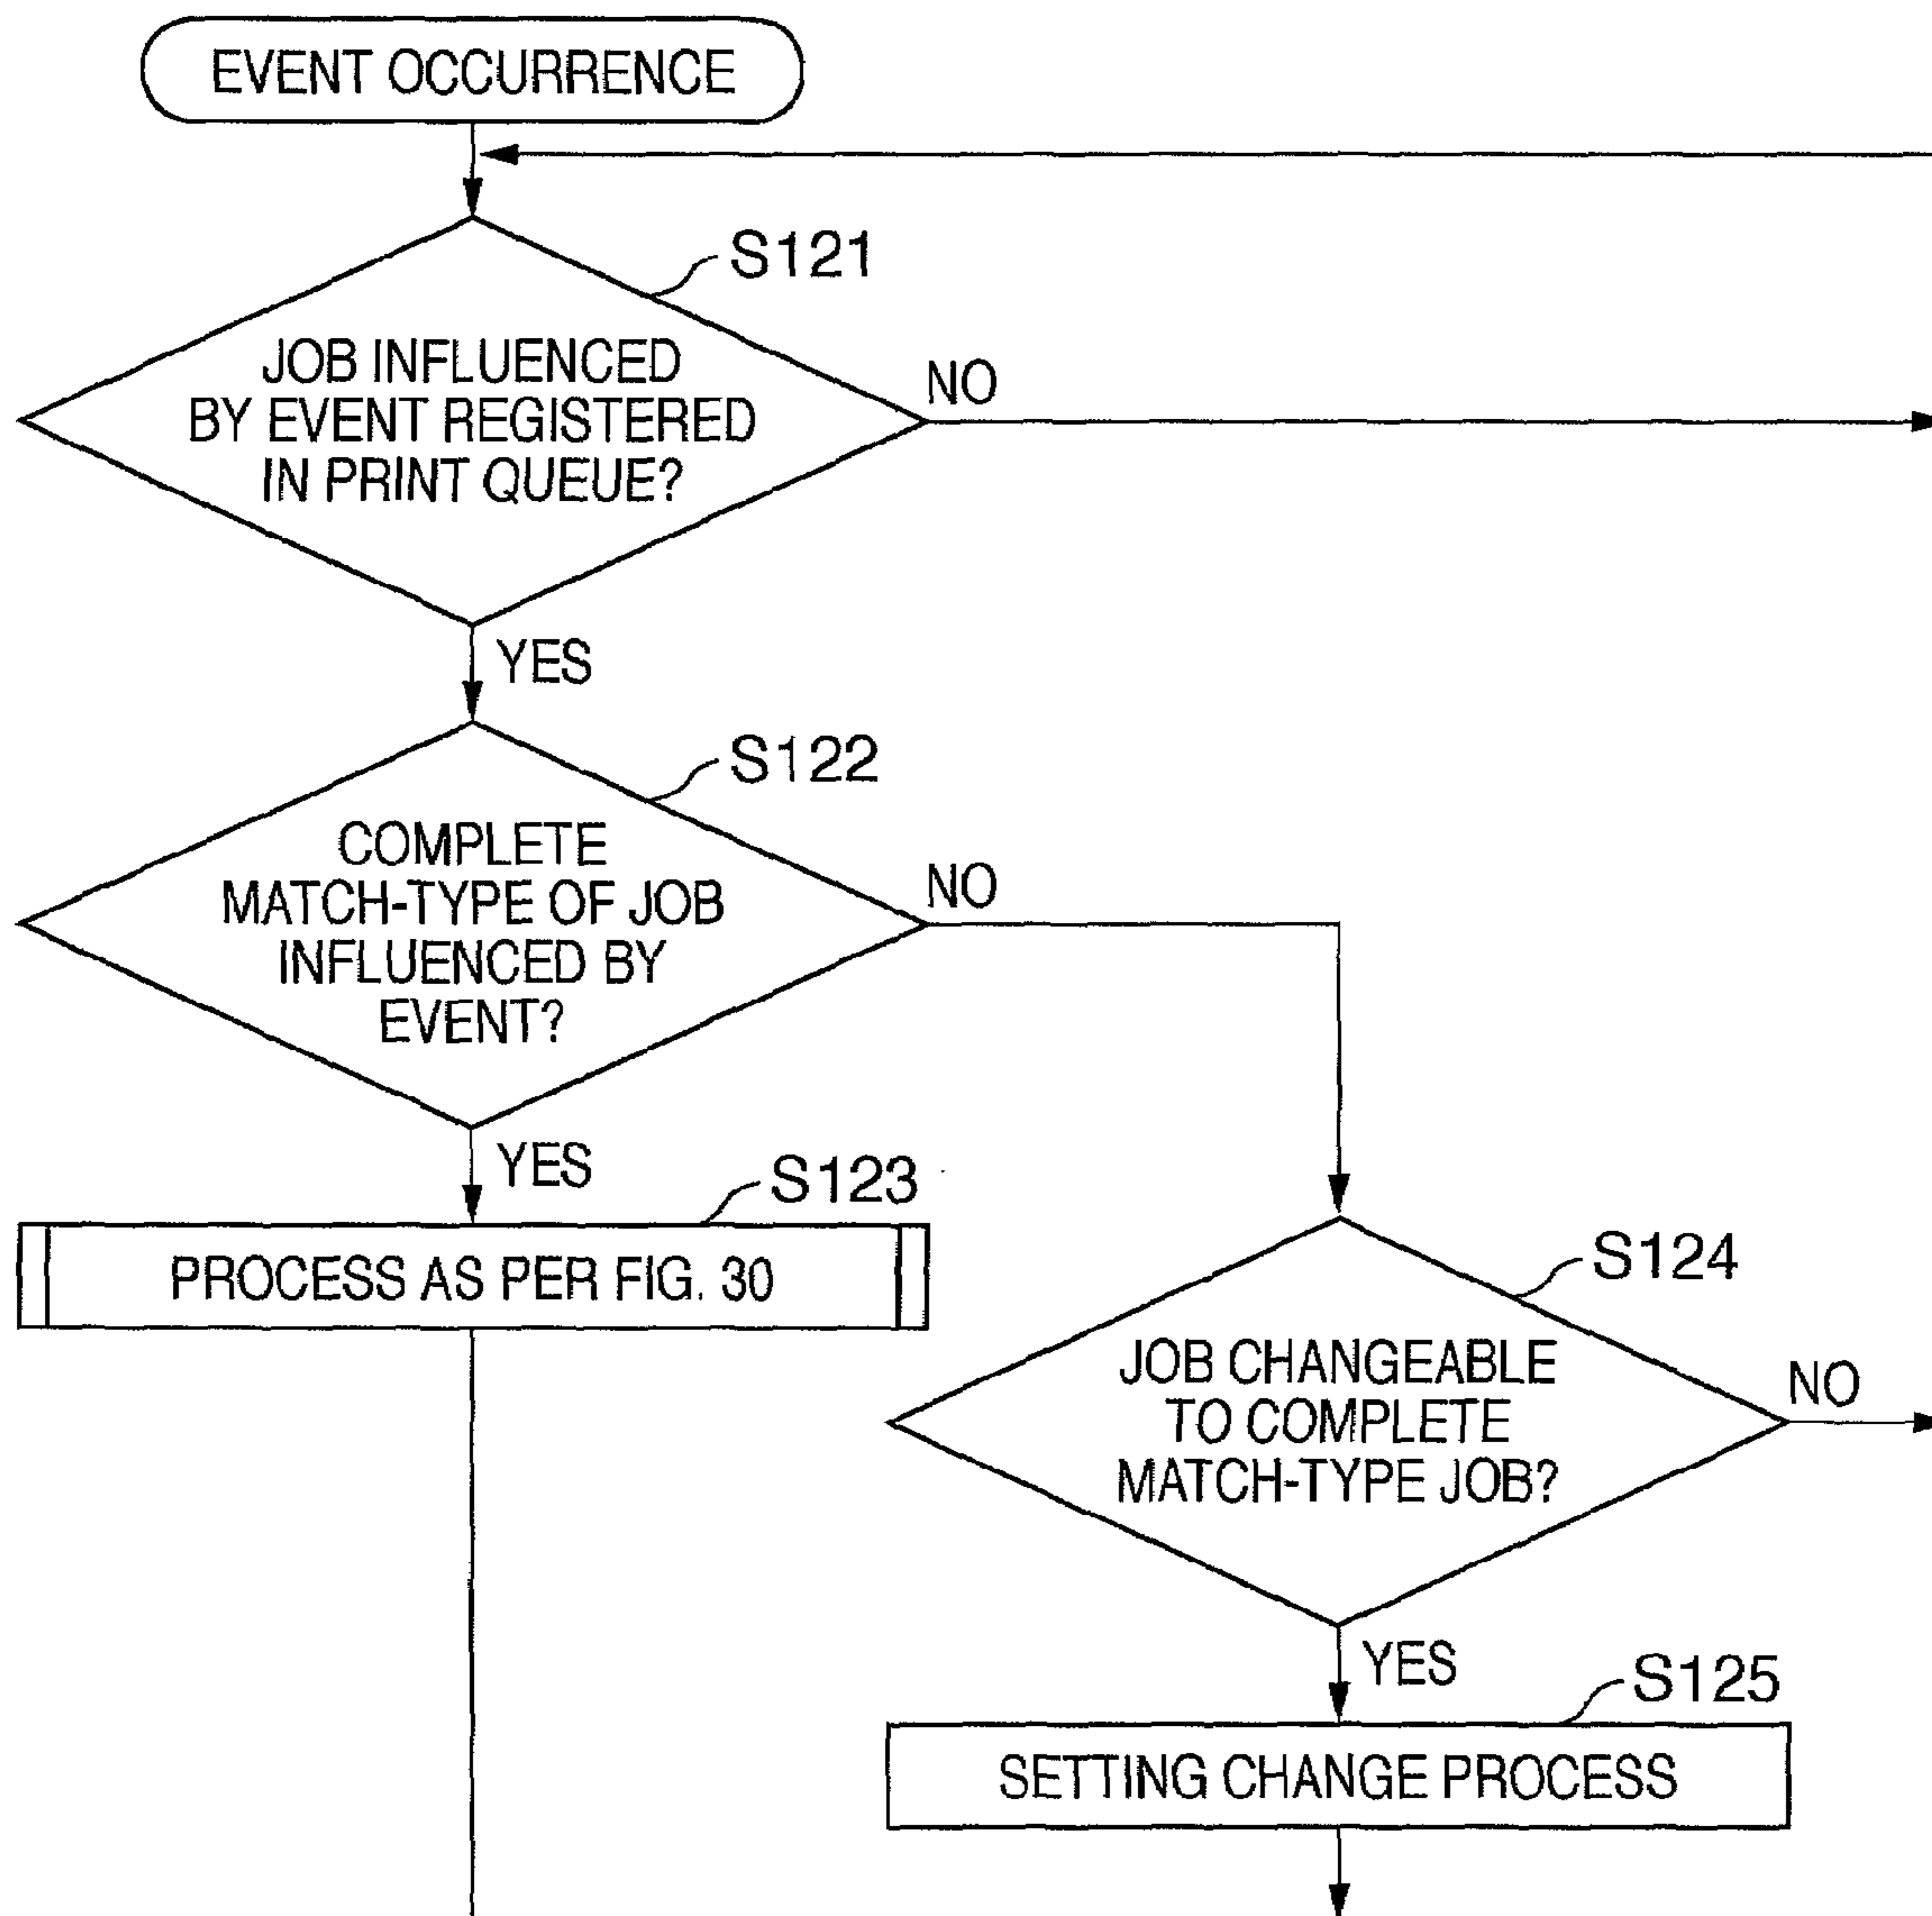 EVENT OCCURRENCE
S121
JOB INFLUENCED
BY EVENT REGISTERED
IN PRINT QUEUE?
NO
YES
S122
COMPLETE
MATCH-TYPE OF JOB
INFLUENCED BY
EVENT?
NO
YES
S123
PROCESS AS PER FIG. 30
S124
JOB CHANGEABLE
TO COMPLETE
MATCH-TYPE JOB?
NO
YES
S125
SETTING CHANGE PROCESS